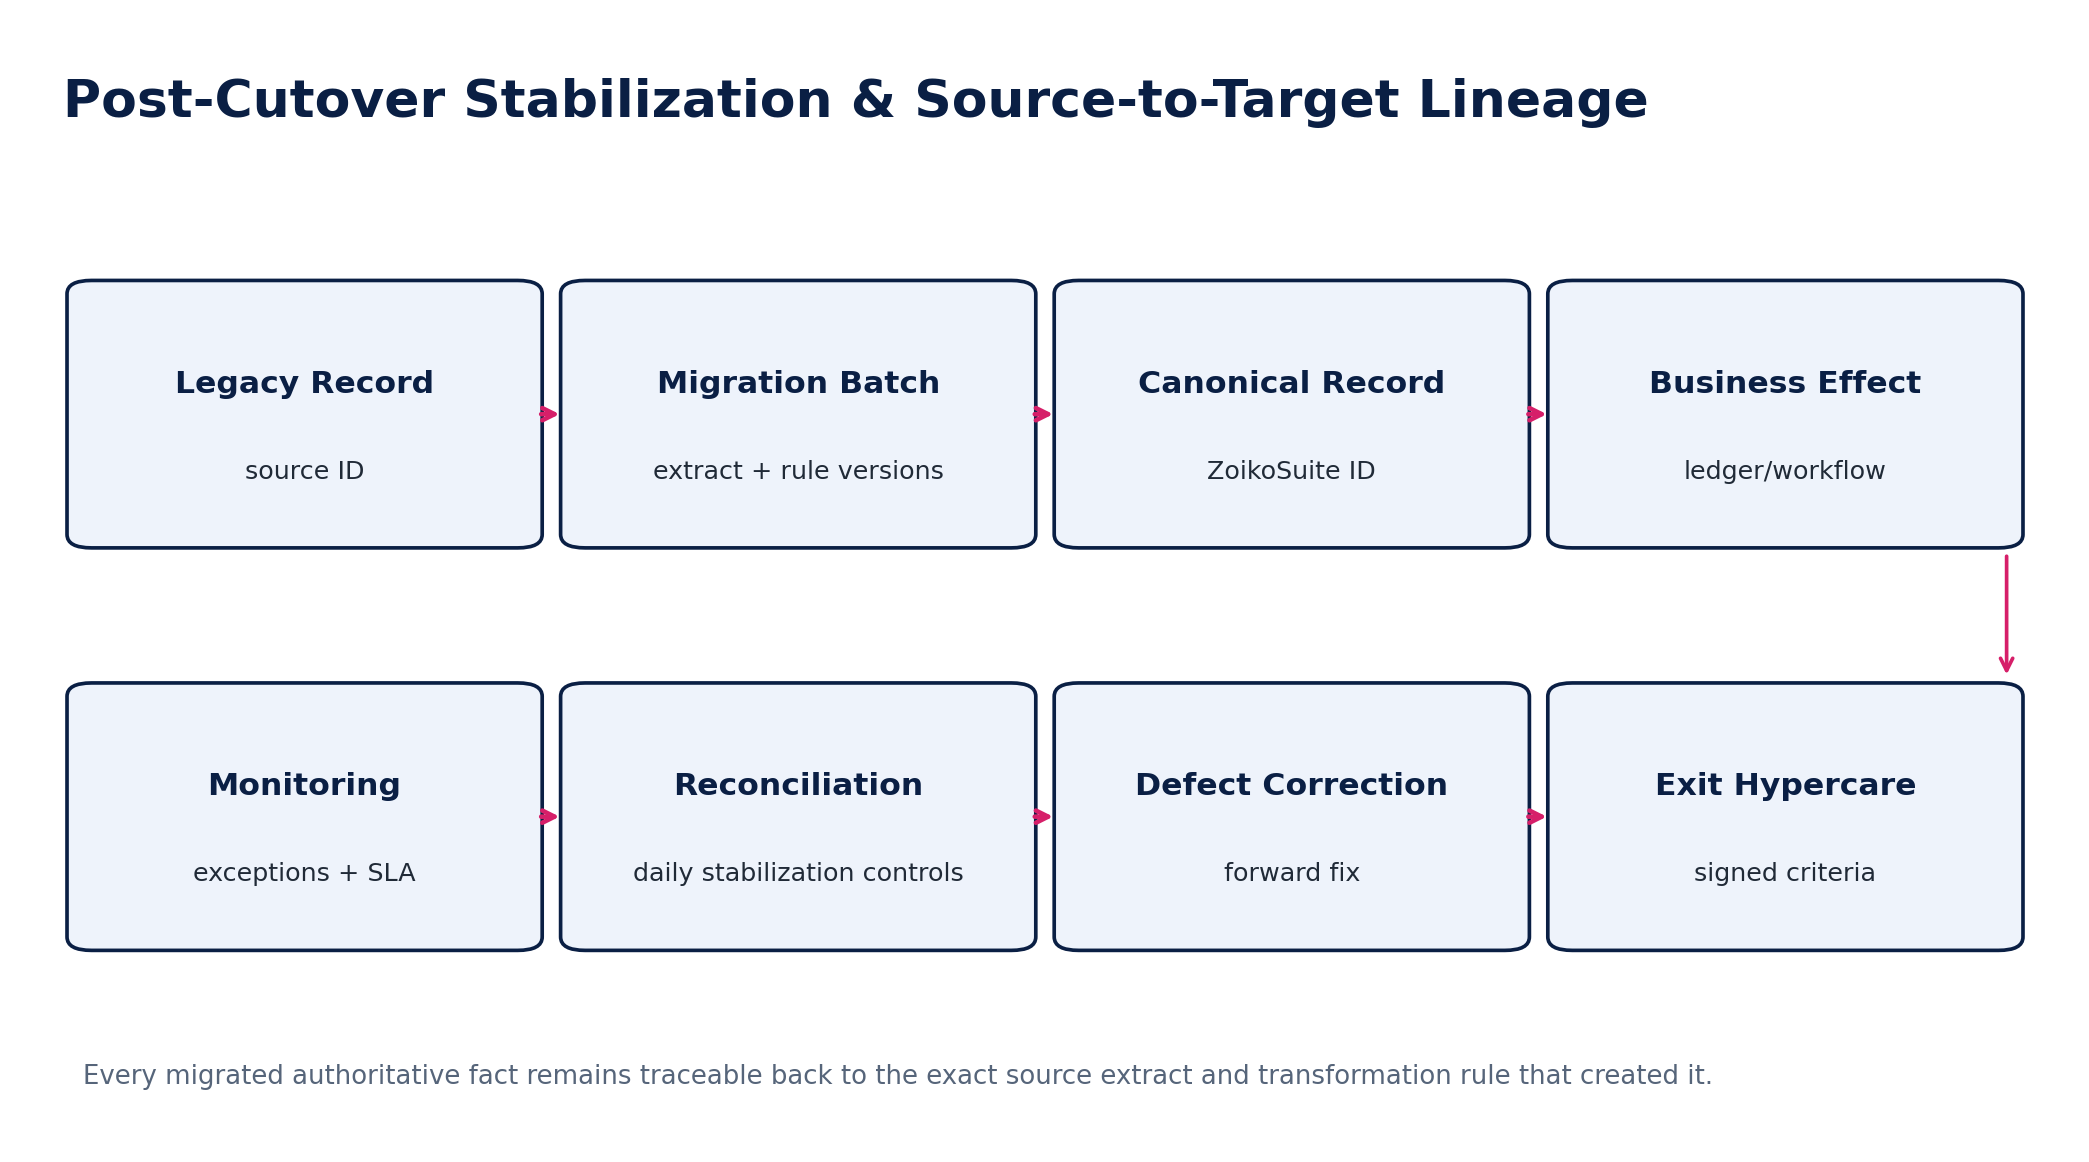 Post-Cutover Stabilization & Source-to-Target Lineage
Legacy Record
source ID
Migration Batch
extract + rule versions
Canonical Record
ZoikoSuite ID
Business Effect
ledger/workflow
Monitoring
exceptions + SLA
Reconciliation
daily stabilization controls
Defect Correction
forward fix
Exit Hypercare
signed criteria
Every migrated authoritative fact remains traceable back to the exact source extract and transformation rule that created it.